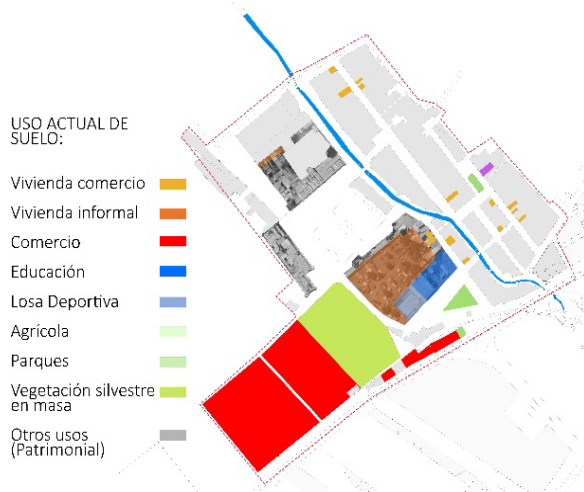 USO ACTUAL DE
SUELO:
Vivienda comercio
Vivienda informal
Comercio
Educación
Losa Deportiva
Agrícola
Parques
Vegetación silvestre
en masa
Otros usos
(Patrimonial)